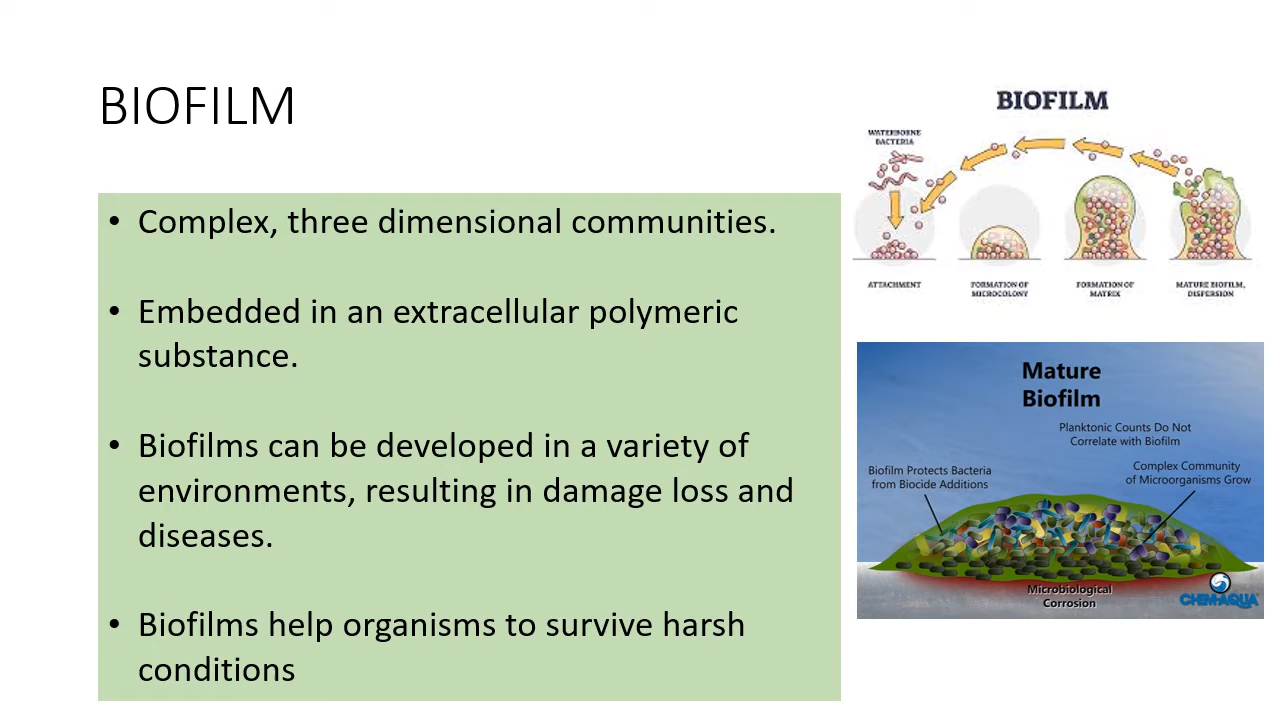 BIOFILM
• Complex, three dimensional communities.
• Embedded in an extracellular polymeric
substance.
• Biofilms can be developed in a variety of
environments, resulting in damage loss and
diseases.
• Biofilms help organisms to survive harsh
conditions
BIOFILM
WATERBORNE
BACTERIA
ATTACHMENT
FORMATION OF
MICROCOLONY
FORMATION OF
MATRIX
MATURE BIOFILM,
DISPERSION
Mature
Biofilm
Planktonic Counts Do Not
Correlate with Biofilm
Biofilm Protects Bacteria
from Biocide Additions
Complex Community
of Microorganisms Grow
Microbiological
Corrosion
CHEM-AQUA